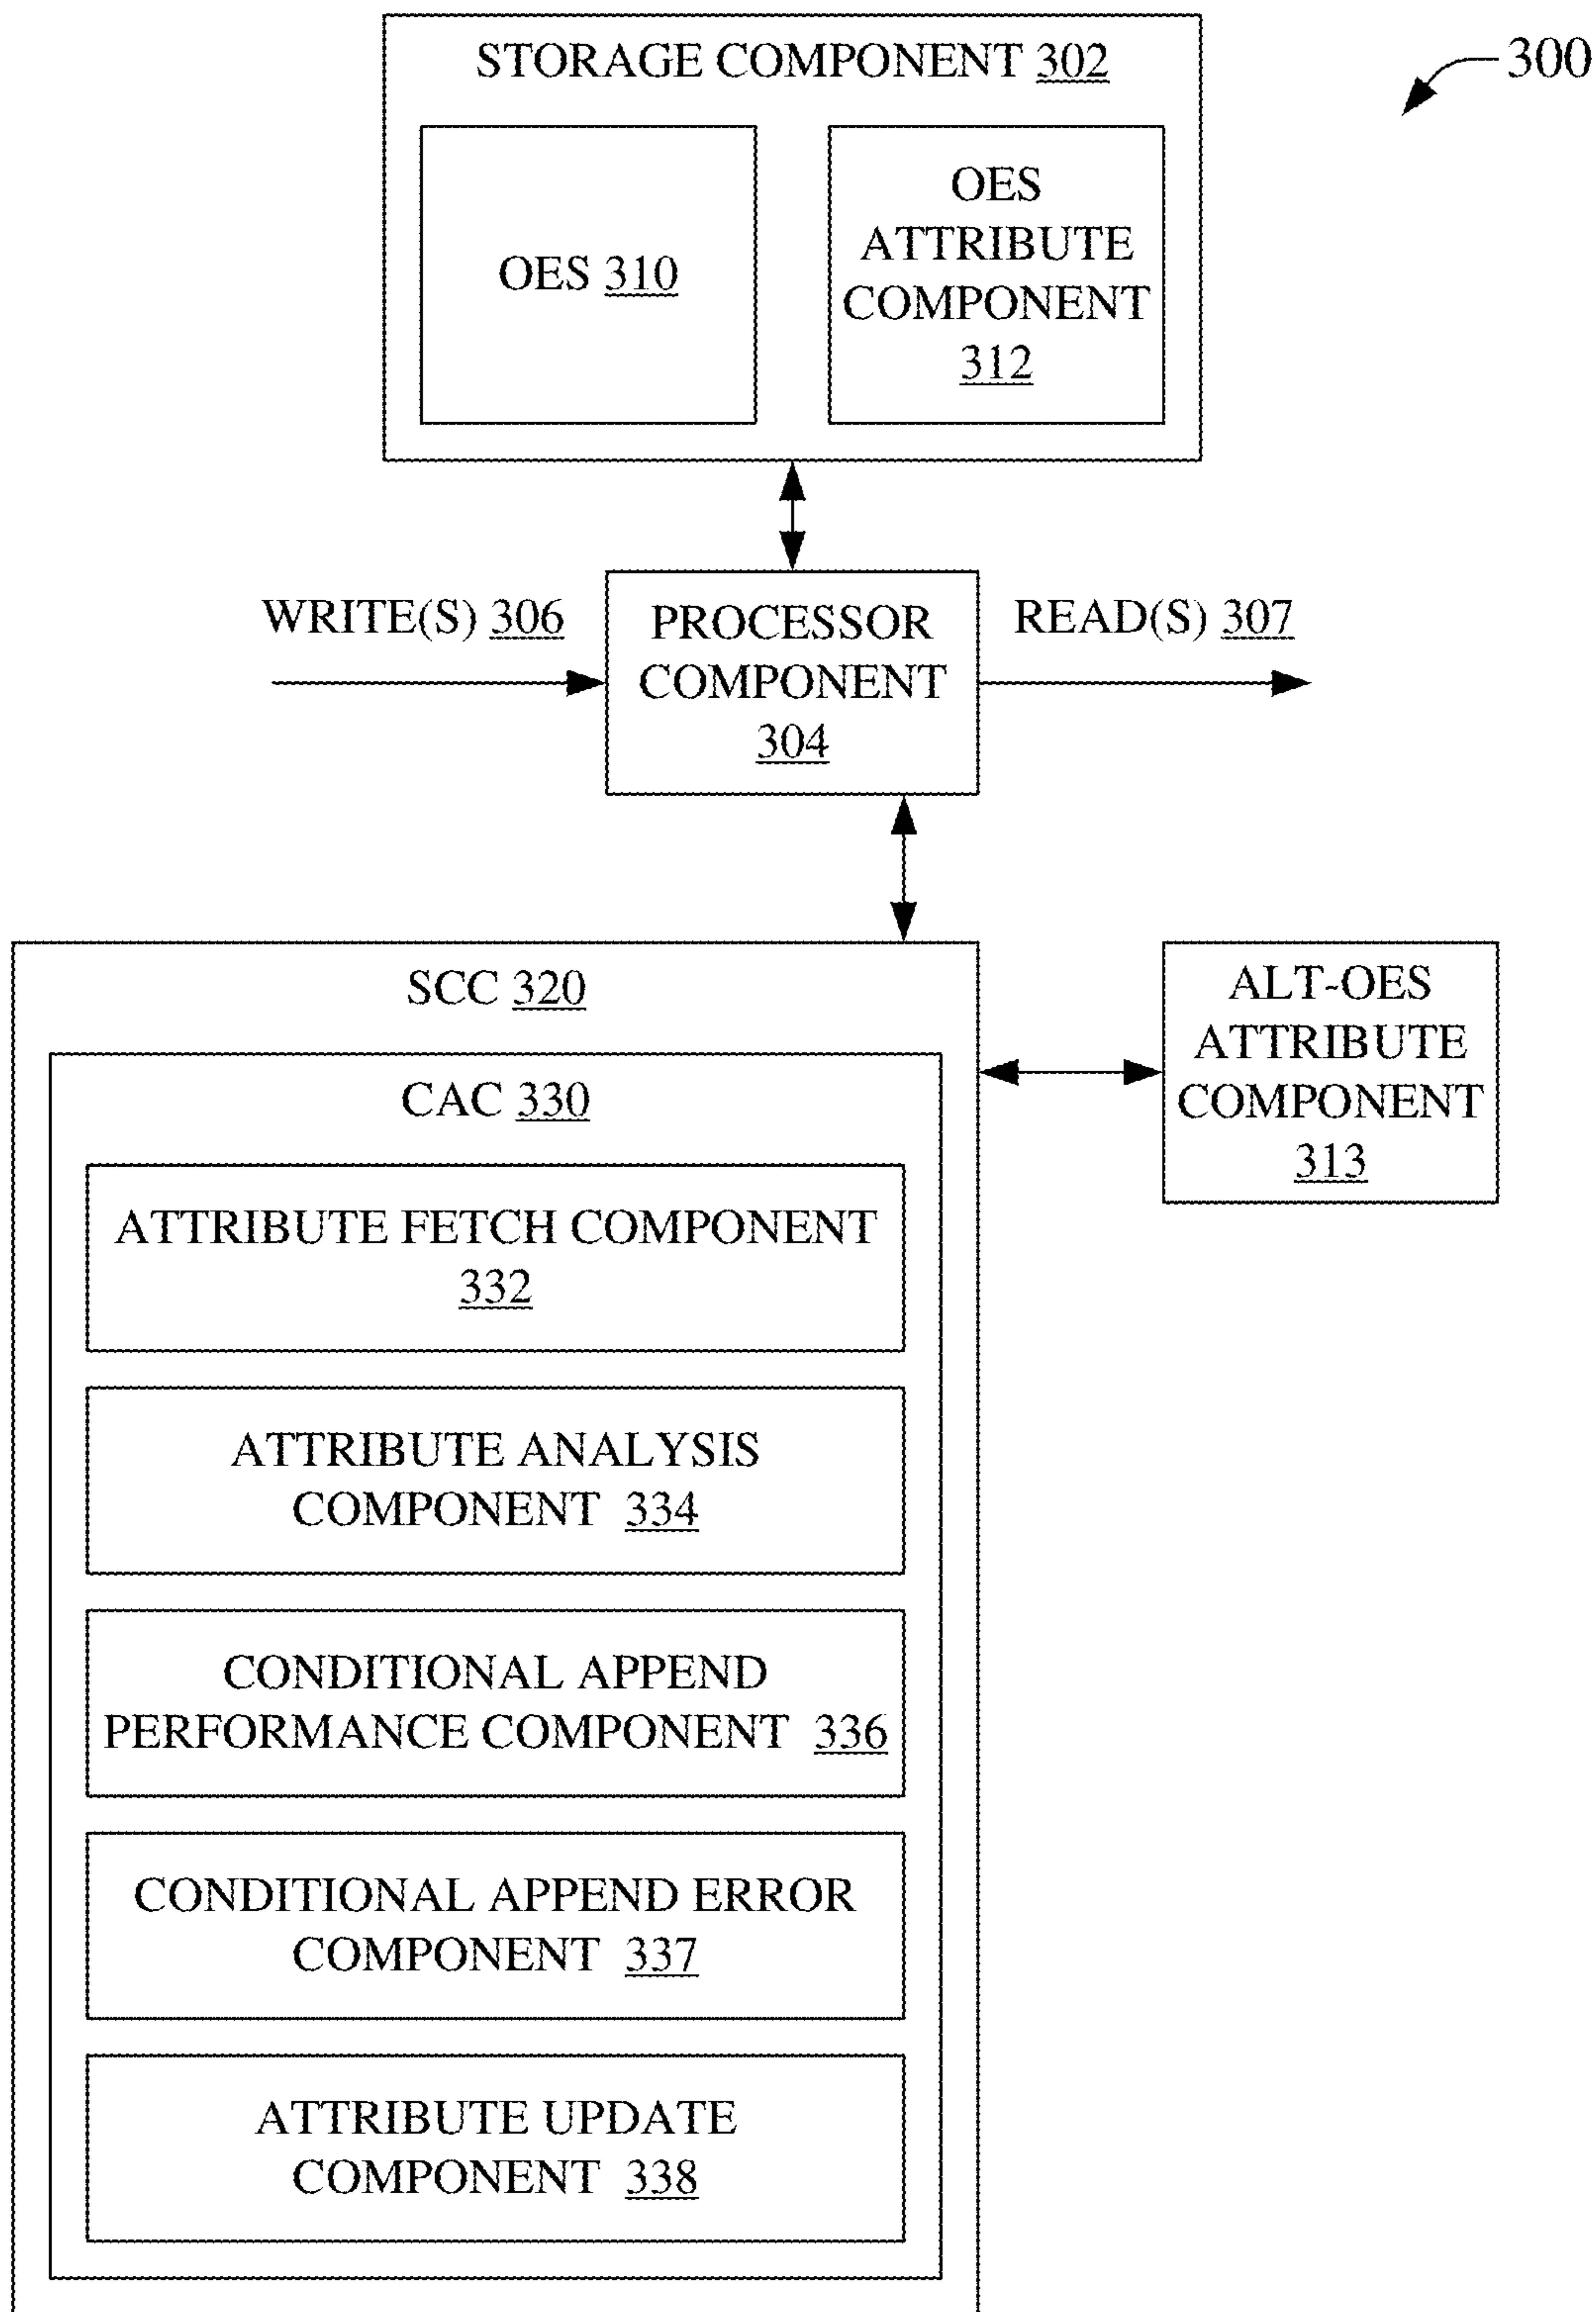 STORAGE COMPONENT 302
300
OES 310
OES
ATTRIBUTE
COMPONENT
312
WRITE(S) 306
PROCESSOR
COMPONENT
304
READ(S) 307
SCC 320
ALT-OES
ATTRIBUTE
COMPONENT
313
CAC 330
ATTRIBUTE FETCH COMPONENT
332
ATTRIBUTE ANALYSIS
COMPONENT 334
CONDITIONAL APPEND
PERFORMANCE COMPONENT 336
CONDITIONAL APPEND ERROR
COMPONENT 337
ATTRIBUTE UPDATE
COMPONENT 338